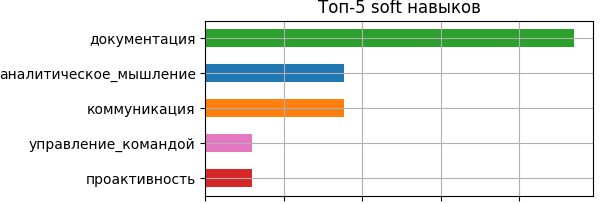 Топ-5 soft навыков
документация
аналитическое_мышление
коммуникация
управление_командой
проактивность